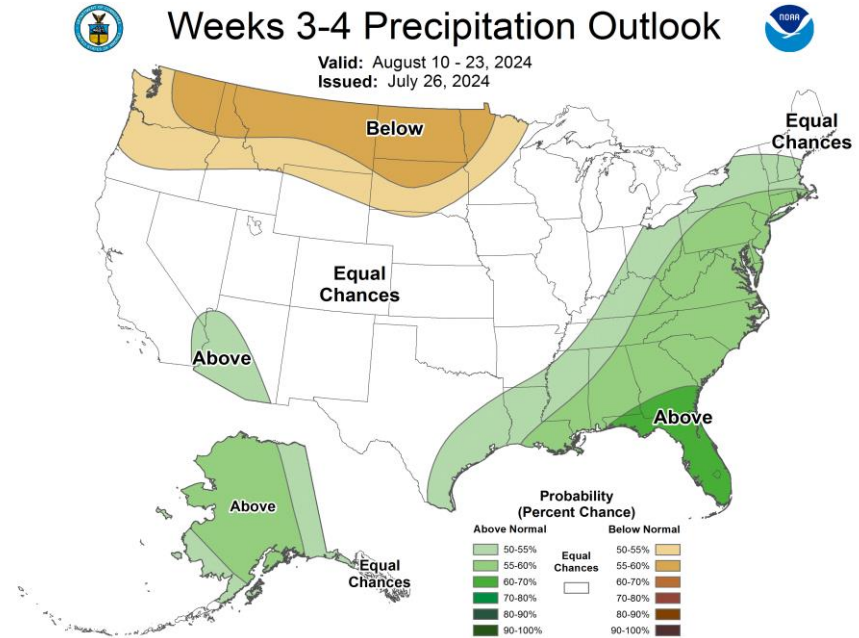 Weeks 3-4 Precipitation Outlook
NOAA
Valid: August 10 - 23, 2024
Issued: July 26, 2024
Below
Equal
Chances
Equal
Chances
Above
Above
Above
Equal
Chances
Probability
(Percent Chance)
Above Normal
50-55%
55-60%
60-70%
70-80%
80-90%
90-100%
Equal
Chances
Below Normal
50-55%
55-60%
60-70%
70-80%
80-90%
90-100%